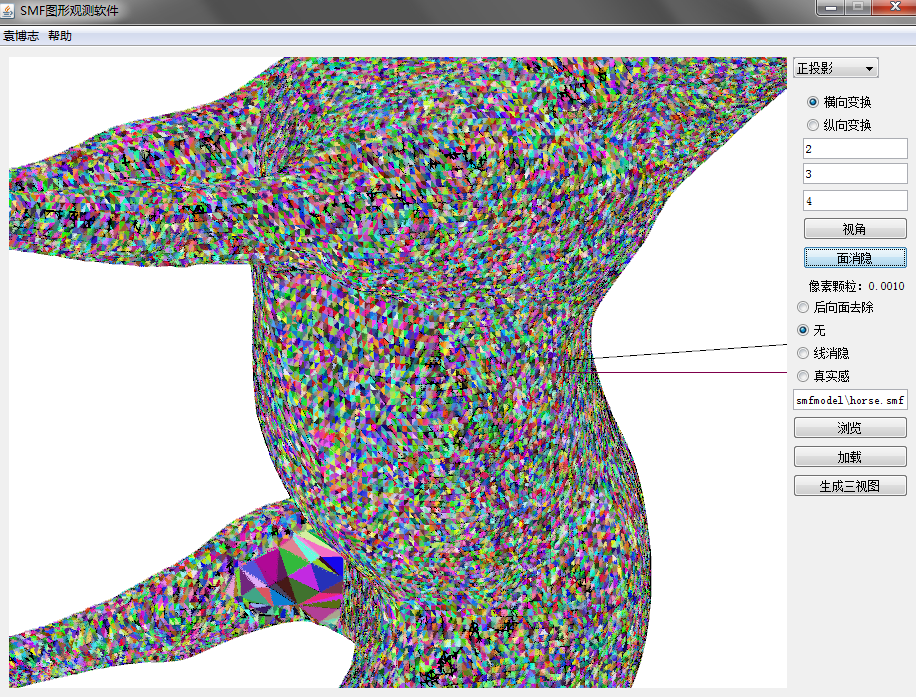 SMF图形观测软件
袁博志 帮助
正投影
横向变换
纵向变换
2
3
4
视角
面消隐
像素颗粒：0.0010
后向面去除
无
线消隐
真实感
smfmodel\horse.smf
浏览
加载
生成三视图